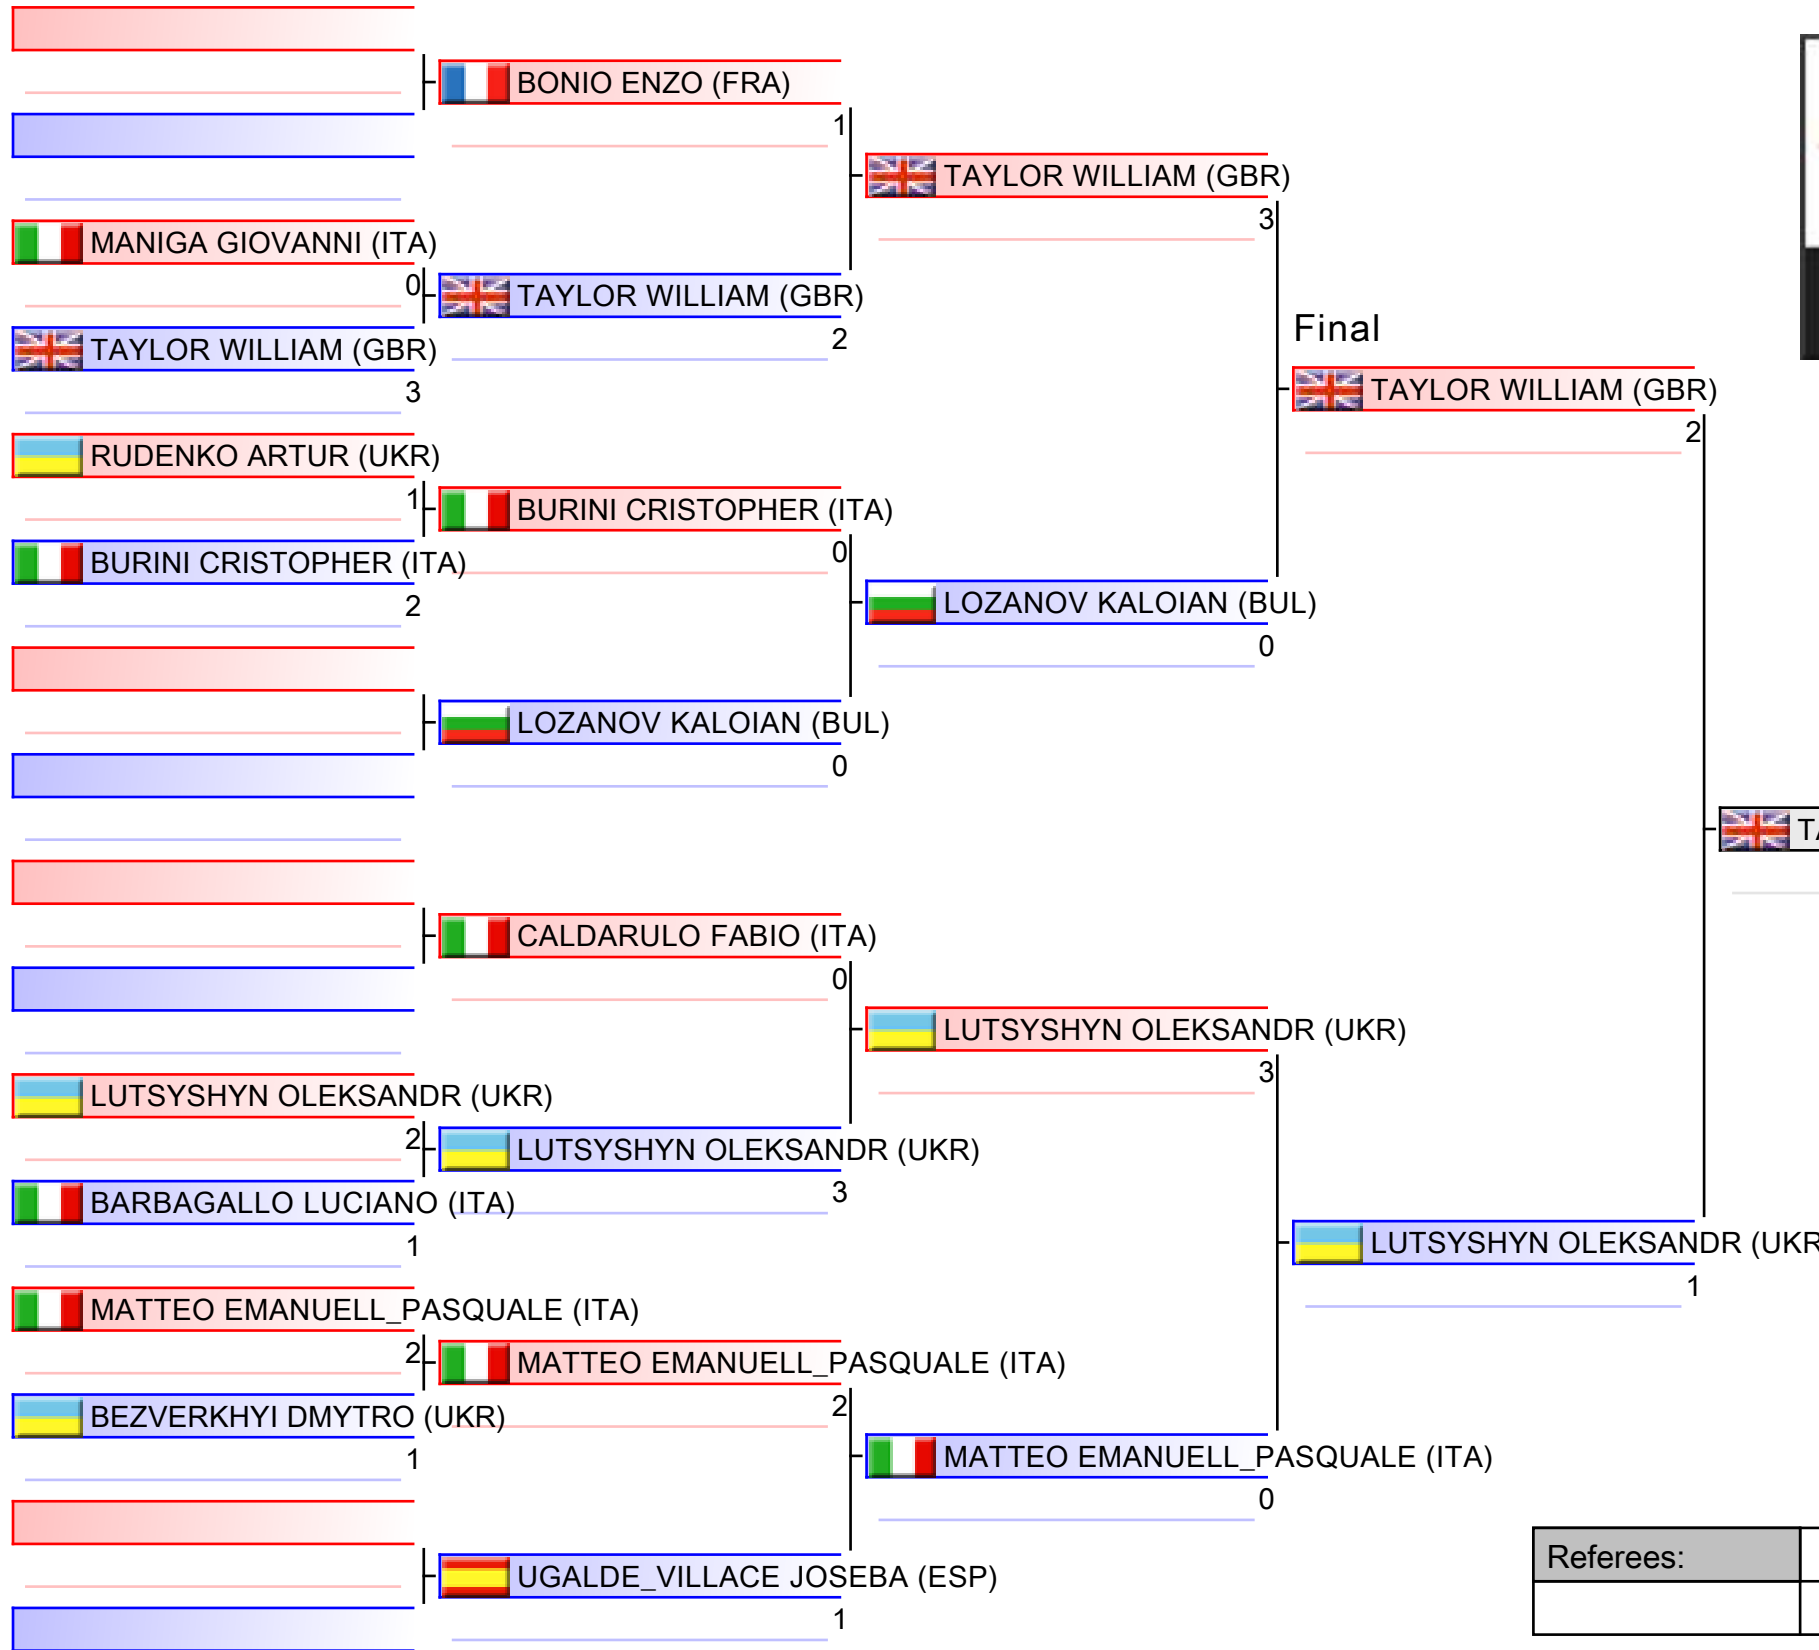 BONIO ENZO (FRA)
1
TAYLOR WILLIAM (GBR)
3
MANIGA GIOVANNI (ITA)
0
TAYLOR WILLIAM (GBR)
2
TAYLOR WILLIAM (GBR)
3
Final
TAYLOR WILLIAM (GBR)
2
RUDENKO ARTUR (UKR)
1
BURINI CRISTOPHER (ITA)
0
BURINI CRISTOPHER (ITA)
2
LOZANOV KALOIAN (BUL)
0
LOZANOV KALOIAN (BUL)
0
TA
CALDARULO FABIO (ITA)
0
LUTSYSHYN OLEKSANDR (UKR)
3
LUTSYSHYN OLEKSANDR (UKR)
2
LUTSYSHYN OLEKSANDR (UKR)
3
BARBAGALLO LUCIANO (ITA)
1
LUTSYSHYN OLEKSANDR (UKR
1
MATTEO EMANUELL_PASQUALE (ITA)
2
MATTEO EMANUELL_PASQUALE (ITA)
2
BEZVERKHYI DMYTRO (UKR)
1
MATTEO EMANUELL_PASQUALE (ITA)
0
UGALDE_VILLACE JOSEBA (ESP)
1
Referees: